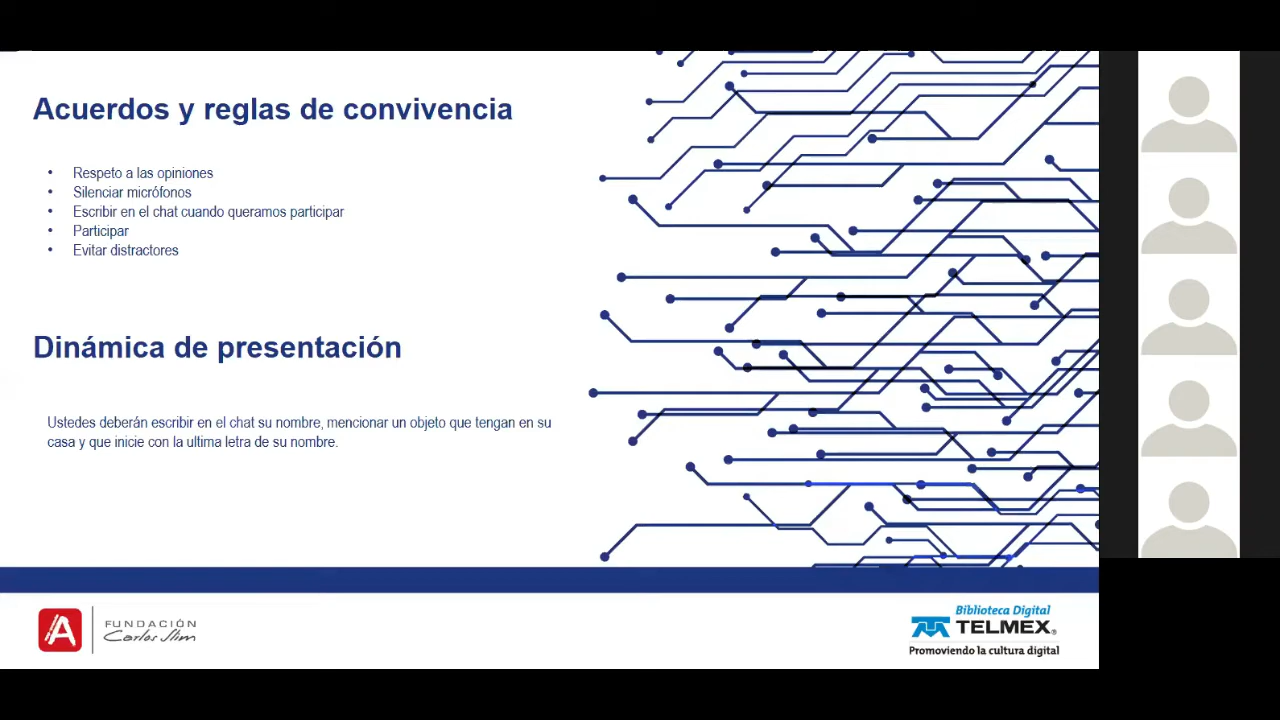 Acuerdos y reglas de convivencia
• Respeto a las opiniones
• Silenciar micrófonos
• Escribir en el chat cuando queramos participar
• Participar
• Evitar distractores
Dinámica de presentación
Ustedes deberán escribir en el chat su nombre, mencionar un objeto que tengan en su
casa y que inicie con la ultima letra de su nombre.
FUNDACIÓN
Carlos Slim
Biblioteca Digital
TELMEX®
Promoviendo la cultura digital